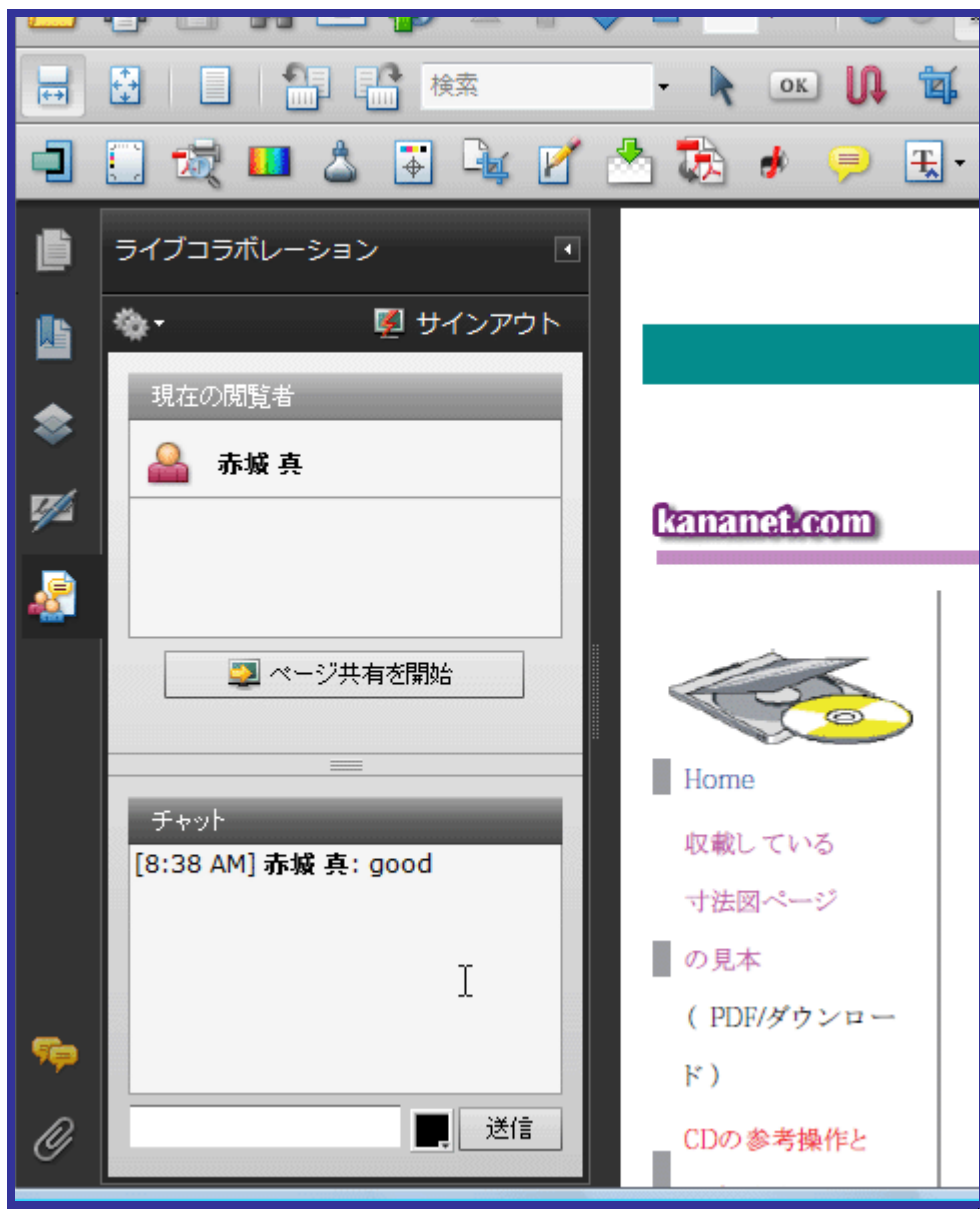 検索
OK
ライブコラボレーション
サインアウト
現在の閲覧者
赤城 真
ページ共有を開始
チャット
[8:38 AM] 赤城 真: good
送信
kananet.com
Home
収載している
寸法図ページ
の見本
( PDF/ダウンロー
ド )
CDの参考操作と